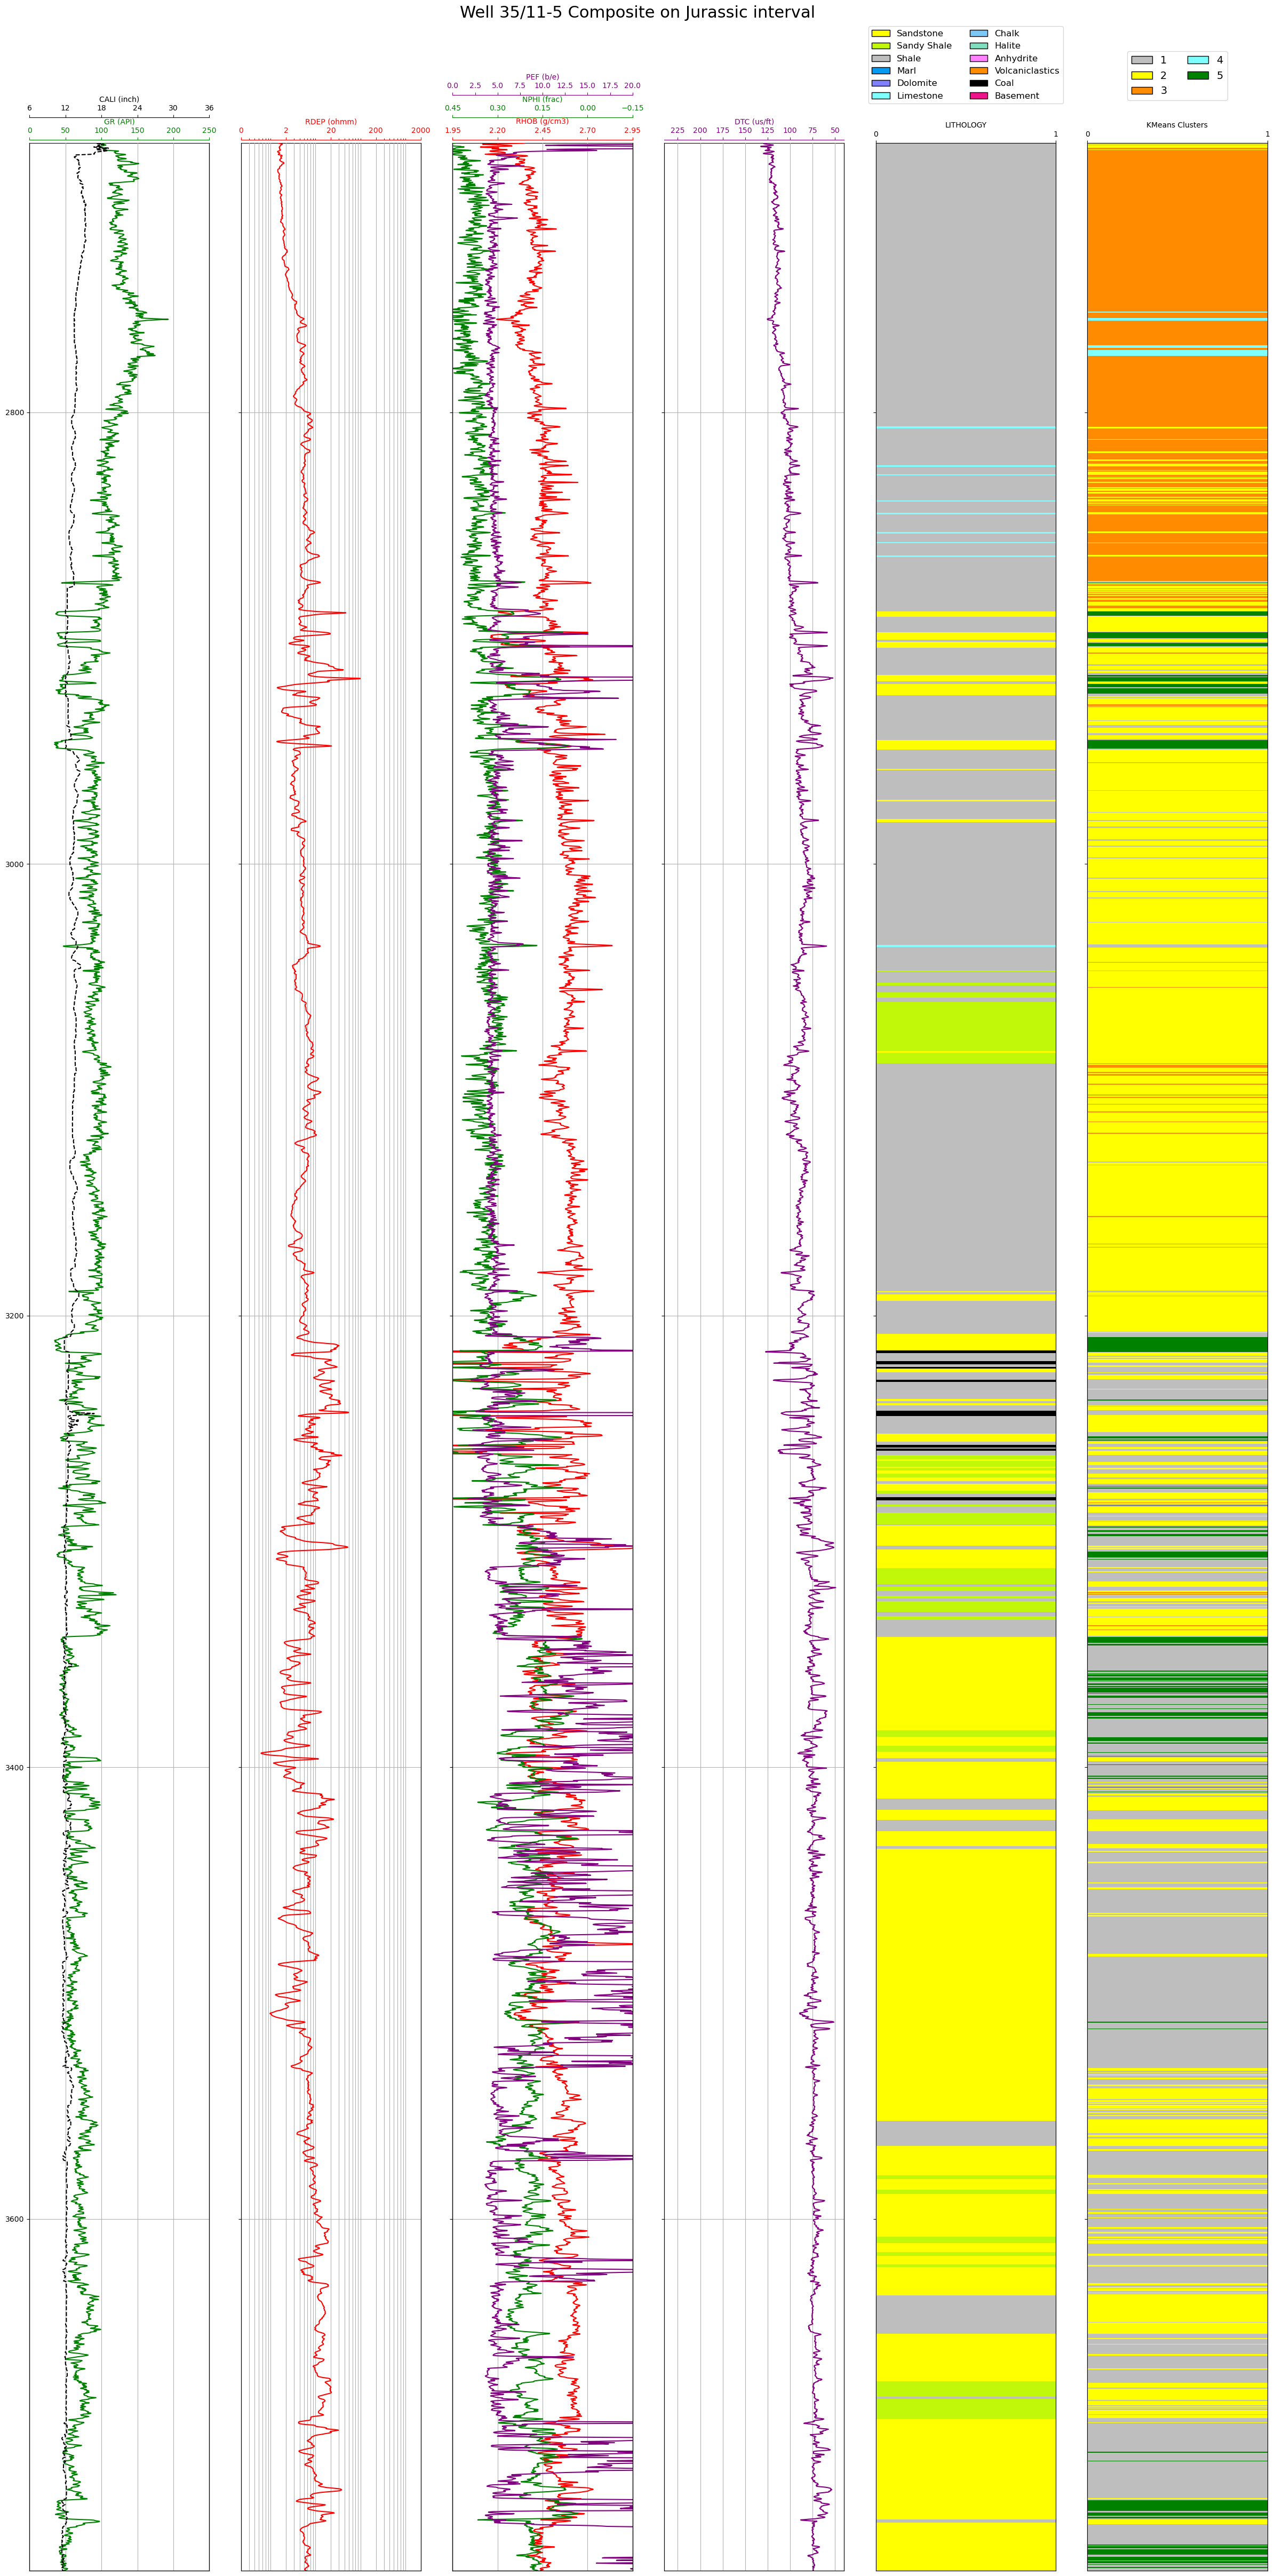 Well 35/11-5 Composite on Jurassic interval
Sandstone Chalk
Sandy Shale Halite
Shale Anhydrite
Marl Volcaniclastics
Dolomite Coal
Limestone Basement
1 4
2 5
3
PEF (b/e)
0.0 2.5 5.0 7.5 10.0 12.5 15.0 17.5 20.0
CALI (inch) NPHI (frac)
6 12 18 24 30 36 0.45 0.30 0.15 0.00 −0.15
GR (API) RDEP (ohmm) RHOB (g/cm3) DTC (us/ft) LITHOLOGY KMeans Clusters
0 50 100 150 200 250 0 2 20 200 2000 1.95 2.20 2.45 2.70 2.95 225 200 175 150 125 100 75 50 0 1 0 1
2800
3000
3200
3400
3600